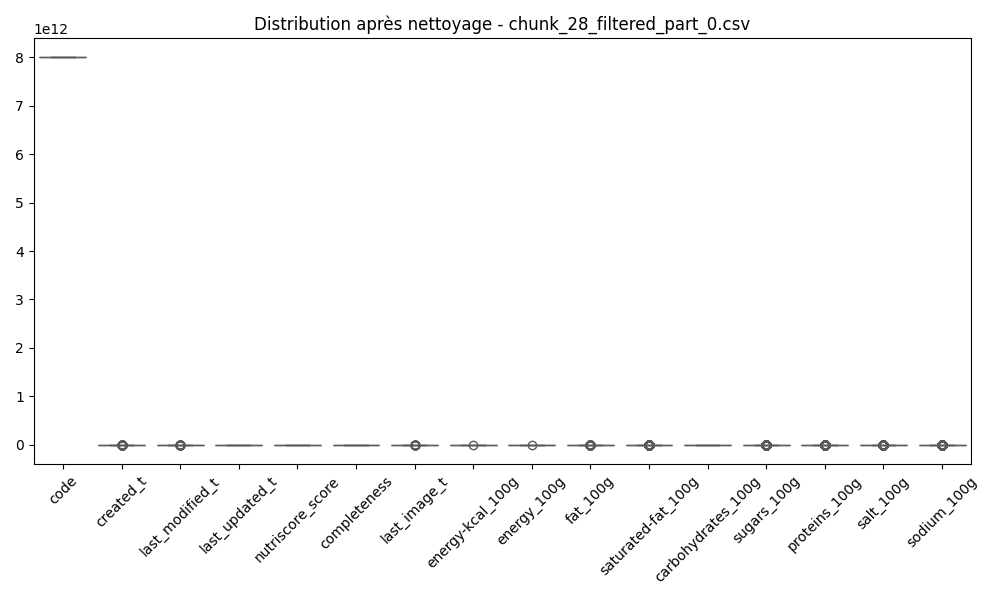 Distribution après nettoyage - chunk_28_filtered_part_0.csv
1e12
8
7
6
5
4
3
2
1
0
code
created_t
last_modified_t
last_updated_t
nutriscore_score
completeness
last_image_t
energy-kcal_100g
energy_100g
fat_100g
saturated-fat_100g
carbohydrates_100g
sugars_100g
proteins_100g
salt_100g
sodium_100g